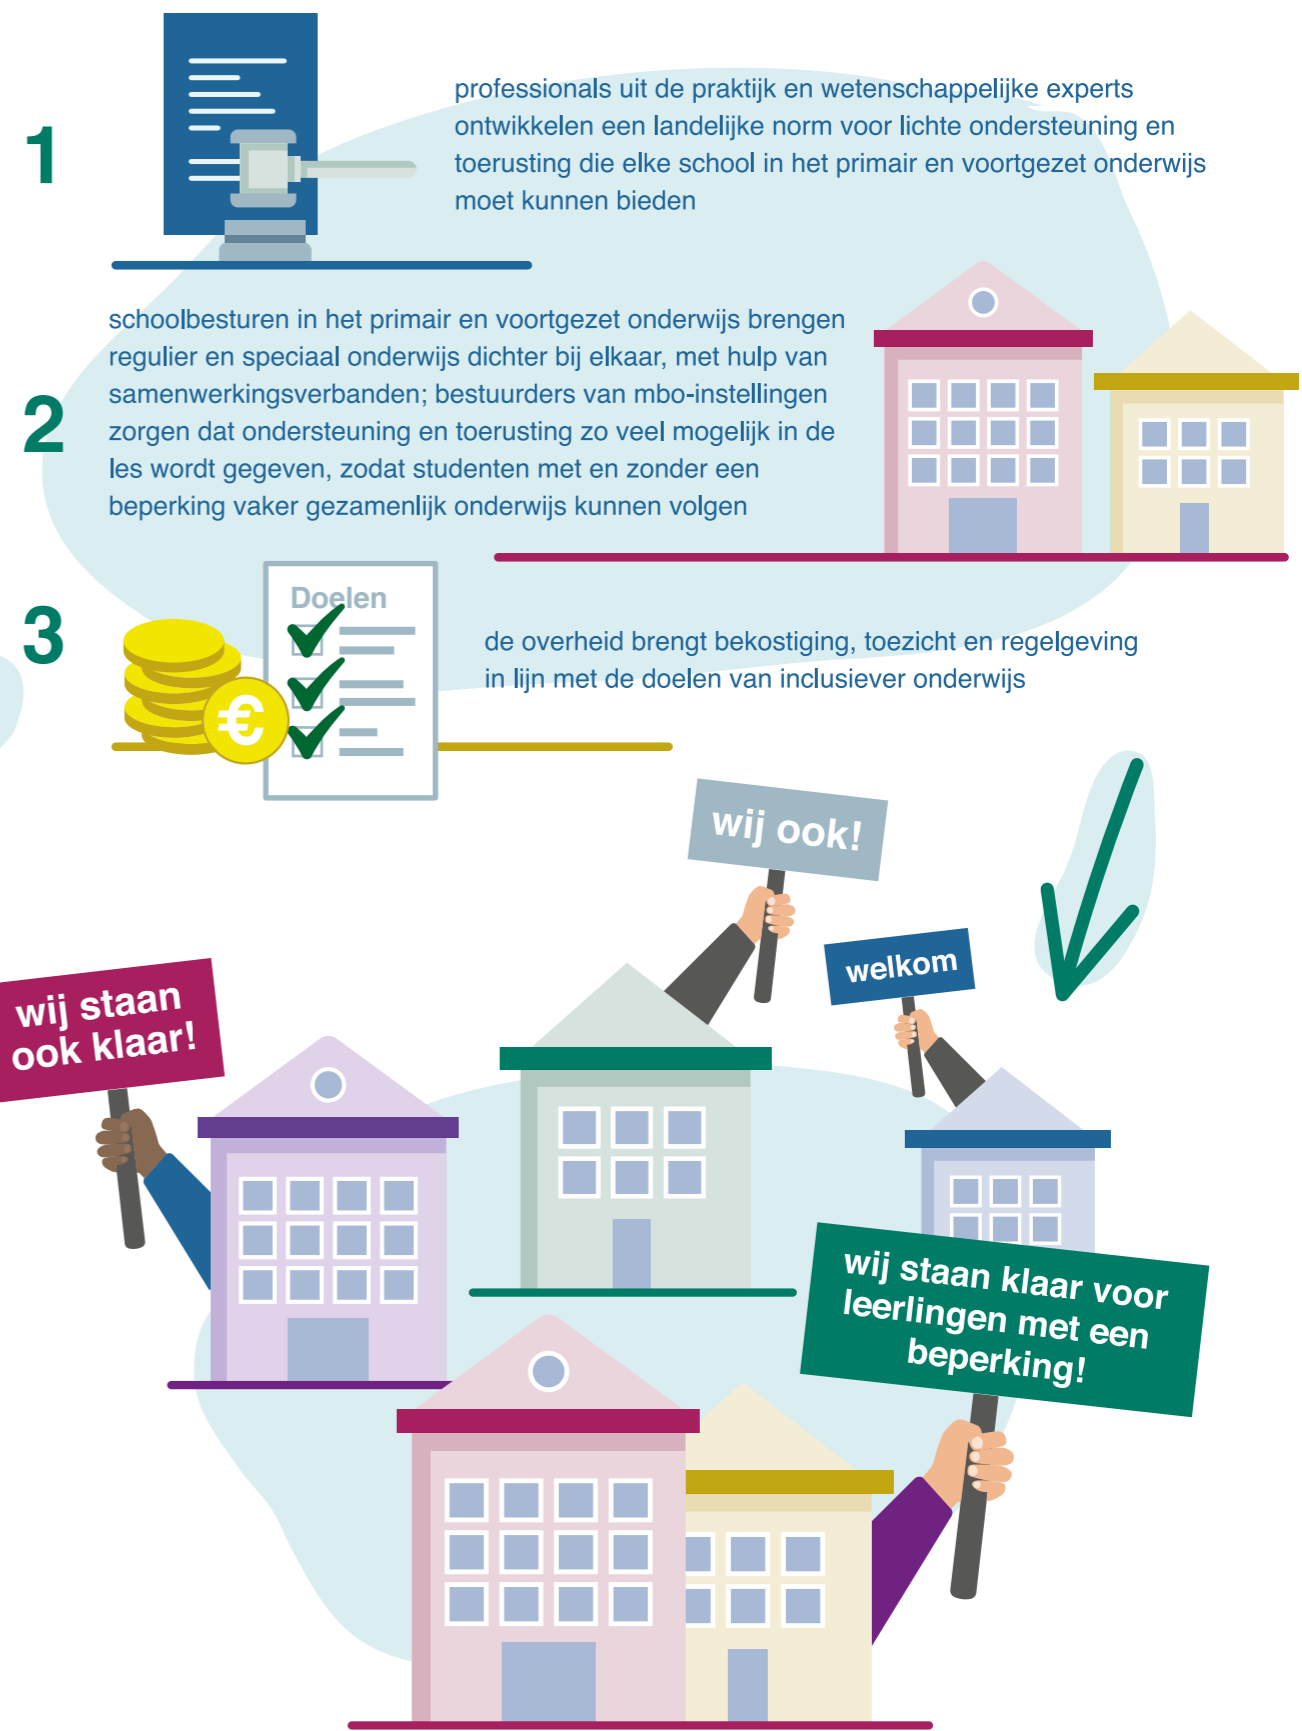 1
professionals uit de praktijk en wetenschappelijke experts
ontwikkelen een landelijke norm voor lichte ondersteuning en
toerusting die elke school in het primair en voortgezet onderwijs
moet kunnen bieden
2
schoolbesturen in het primair en voortgezet onderwijs brengen
regulier en speciaal onderwijs dichter bij elkaar, met hulp van
samenwerkingsverbanden; bestuurders van mbo-instellingen
zorgen dat ondersteuning en toerusting zo veel mogelijk in de
les wordt gegeven, zodat studenten met en zonder een
beperking vaker gezamenlijk onderwijs kunnen volgen
3
Doelen
€
de overheid brengt bekostiging, toezicht en regelgeving
in lijn met de doelen van inclusiever onderwijs
wij ook!
welkom
wij staan
ook klaar!
wij staan klaar voor
leerlingen met een
beperking!